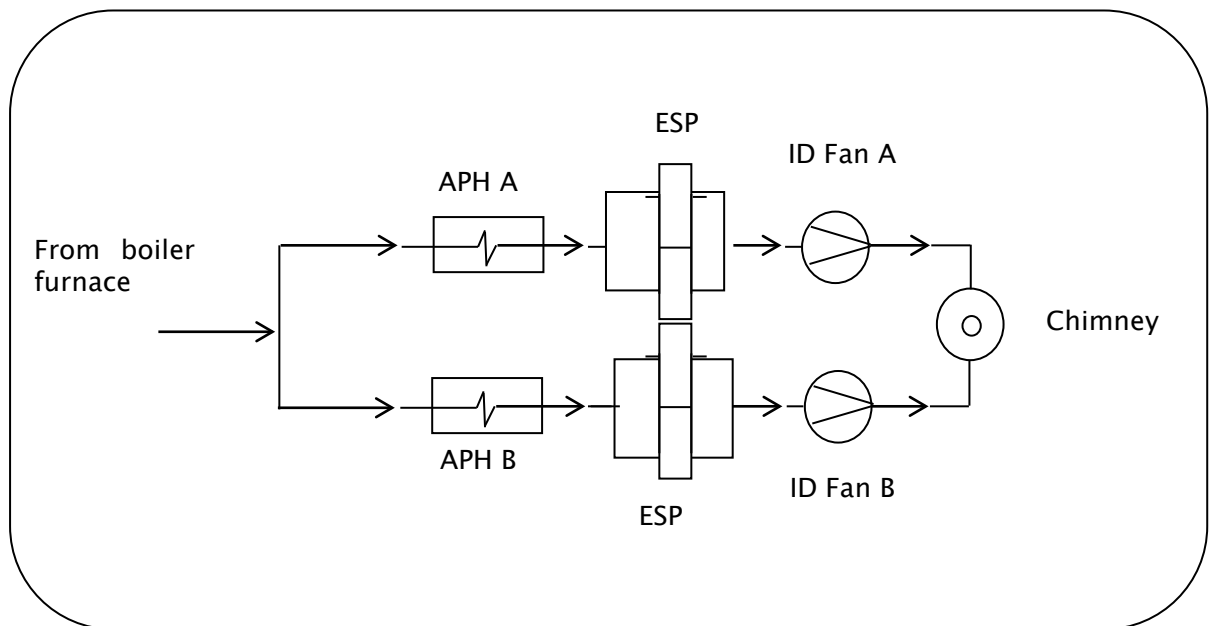 ESP
ID Fan A
APH A
From boiler
furnace
Chimney
APH B
ID Fan B
ESP